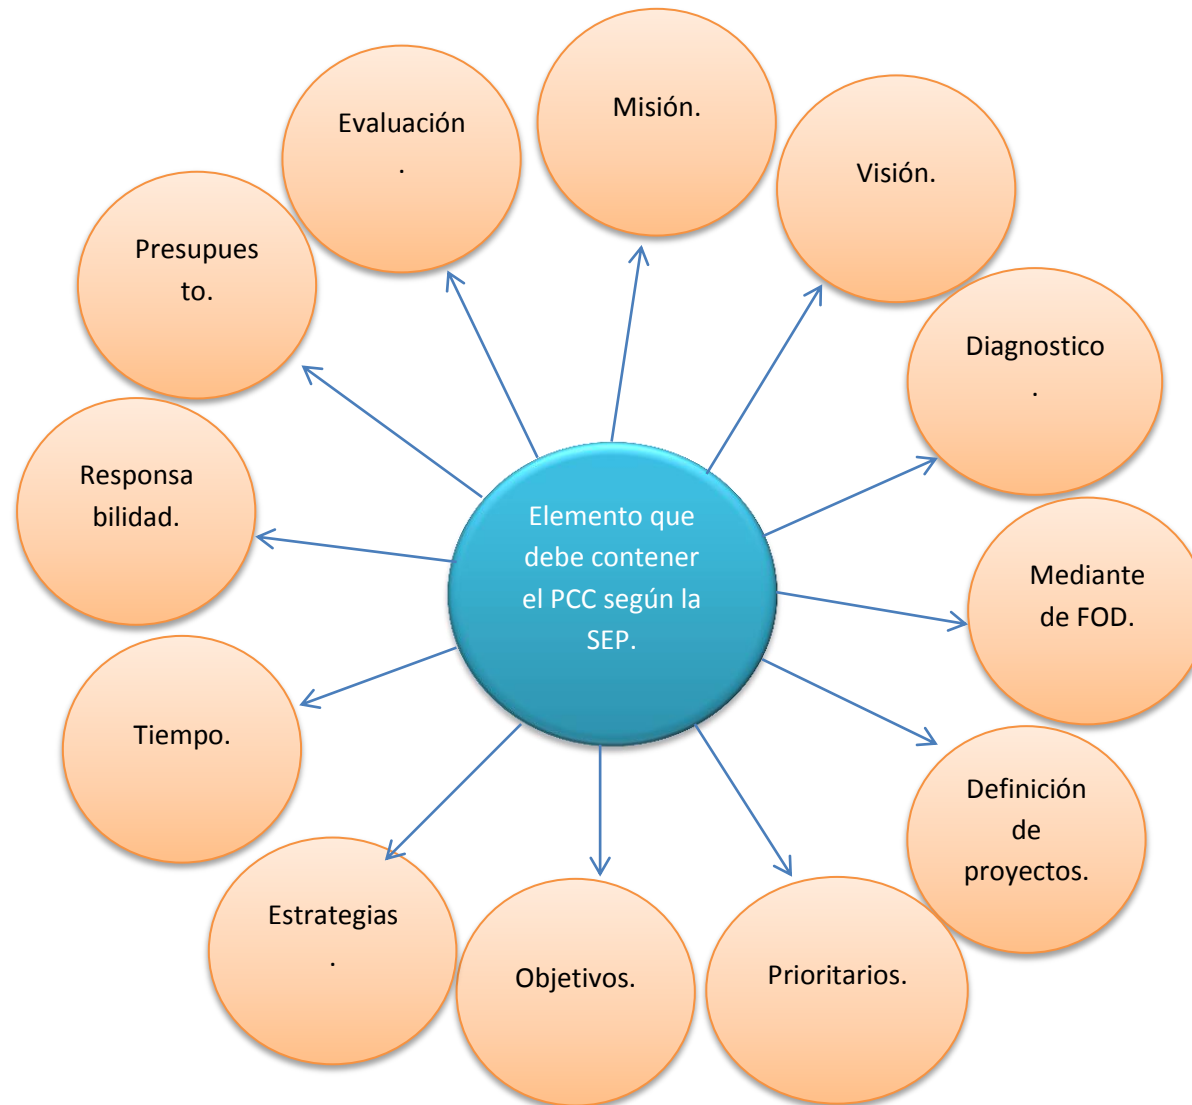 Misión.
Visión.
Diagnostico
.
Mediante
de FOD.
Definición
de
proyectos.
Prioritarios.
Objetivos.
Estrategias
.
Tiempo.
Responsa
bilidad.
Presupues
to.
Evaluación
.
Elemento que
debe contener
el PCC según la
SEP.